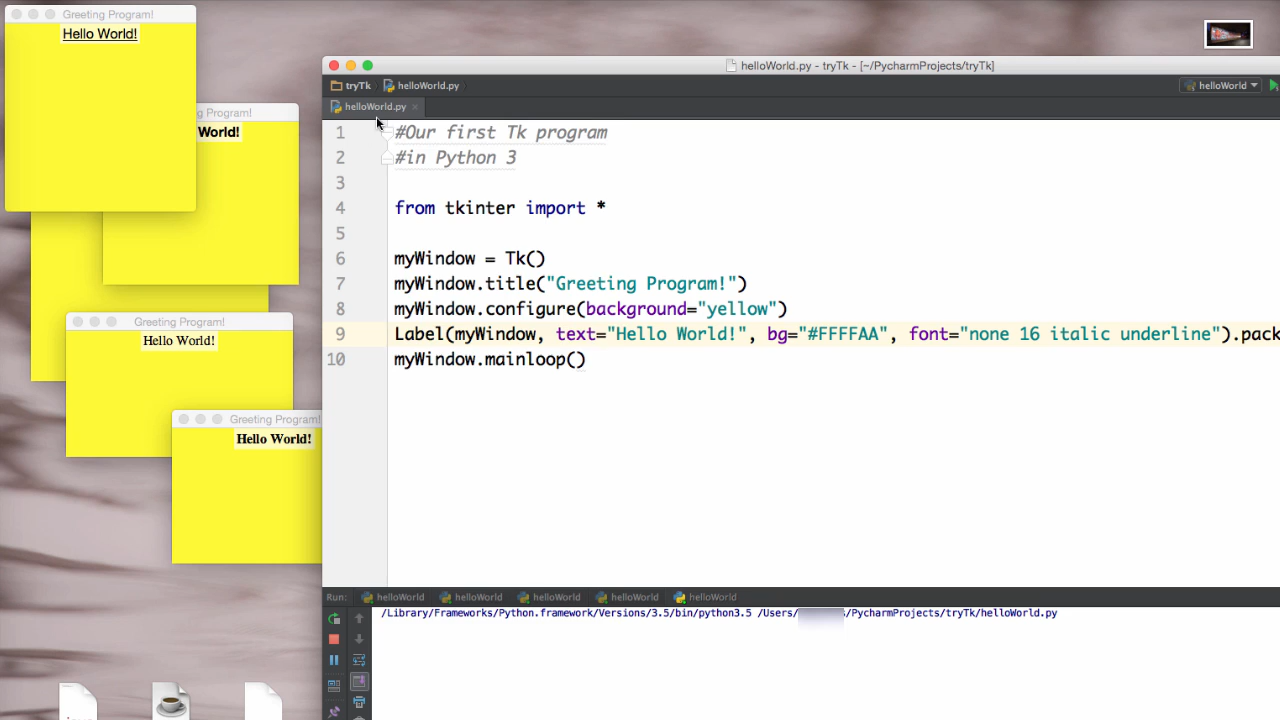 Greeting Program!
Hello World!
ng Program!
World!
Greeting Program!
Hello World!
Greeting Program!
Hello World!
helloWorld.py - tryTk - [~/PycharmProjects/tryTk]
tryTk helloWorld.py
helloWorld
helloWorld.py
1 #Our first Tk program
2 #in Python 3
3
4 from tkinter import *
5
6 myWindow = Tk()
7 myWindow.title("Greeting Program!")
8 myWindow.configure(background="yellow")
9 Label(myWindow, text="Hello World!", bg="#FFFFAA", font="none 16 italic underline").pack
10 myWindow.mainloop()
Run: helloWorld helloWorld helloWorld helloWorld helloWorld
/Library/Frameworks/Python.framework/Versions/3.5/bin/python3.5 /Users/ /PycharmProjects/tryTk/helloWorld.py